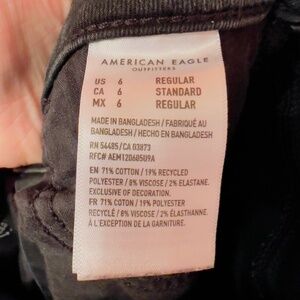 AMERICAN EAGLE
OUTFITTERS
US 6 REGULAR
CA 6 STANDARD
MX 6 REGULAR
MADE IN BANGLADESH / FABRIQUÉ AU
BANGLADESH / HECHO EN BANGLADESH
RN 54485/CA 03873
RFC# AEM1206050J9A
EN 71% COTTON / 19% RECYCLED
POLYESTER / 8% VISCOSE / 2% ELASTANE.
EXCLUSIVE OF DECORATION.
FR 71% COTON / 19% POLYESTER
RECYCLÉ / 8% VISCOSE / 2% ÉLASTHANNE.
À L'EXCEPTION DE LA GARNITURE.